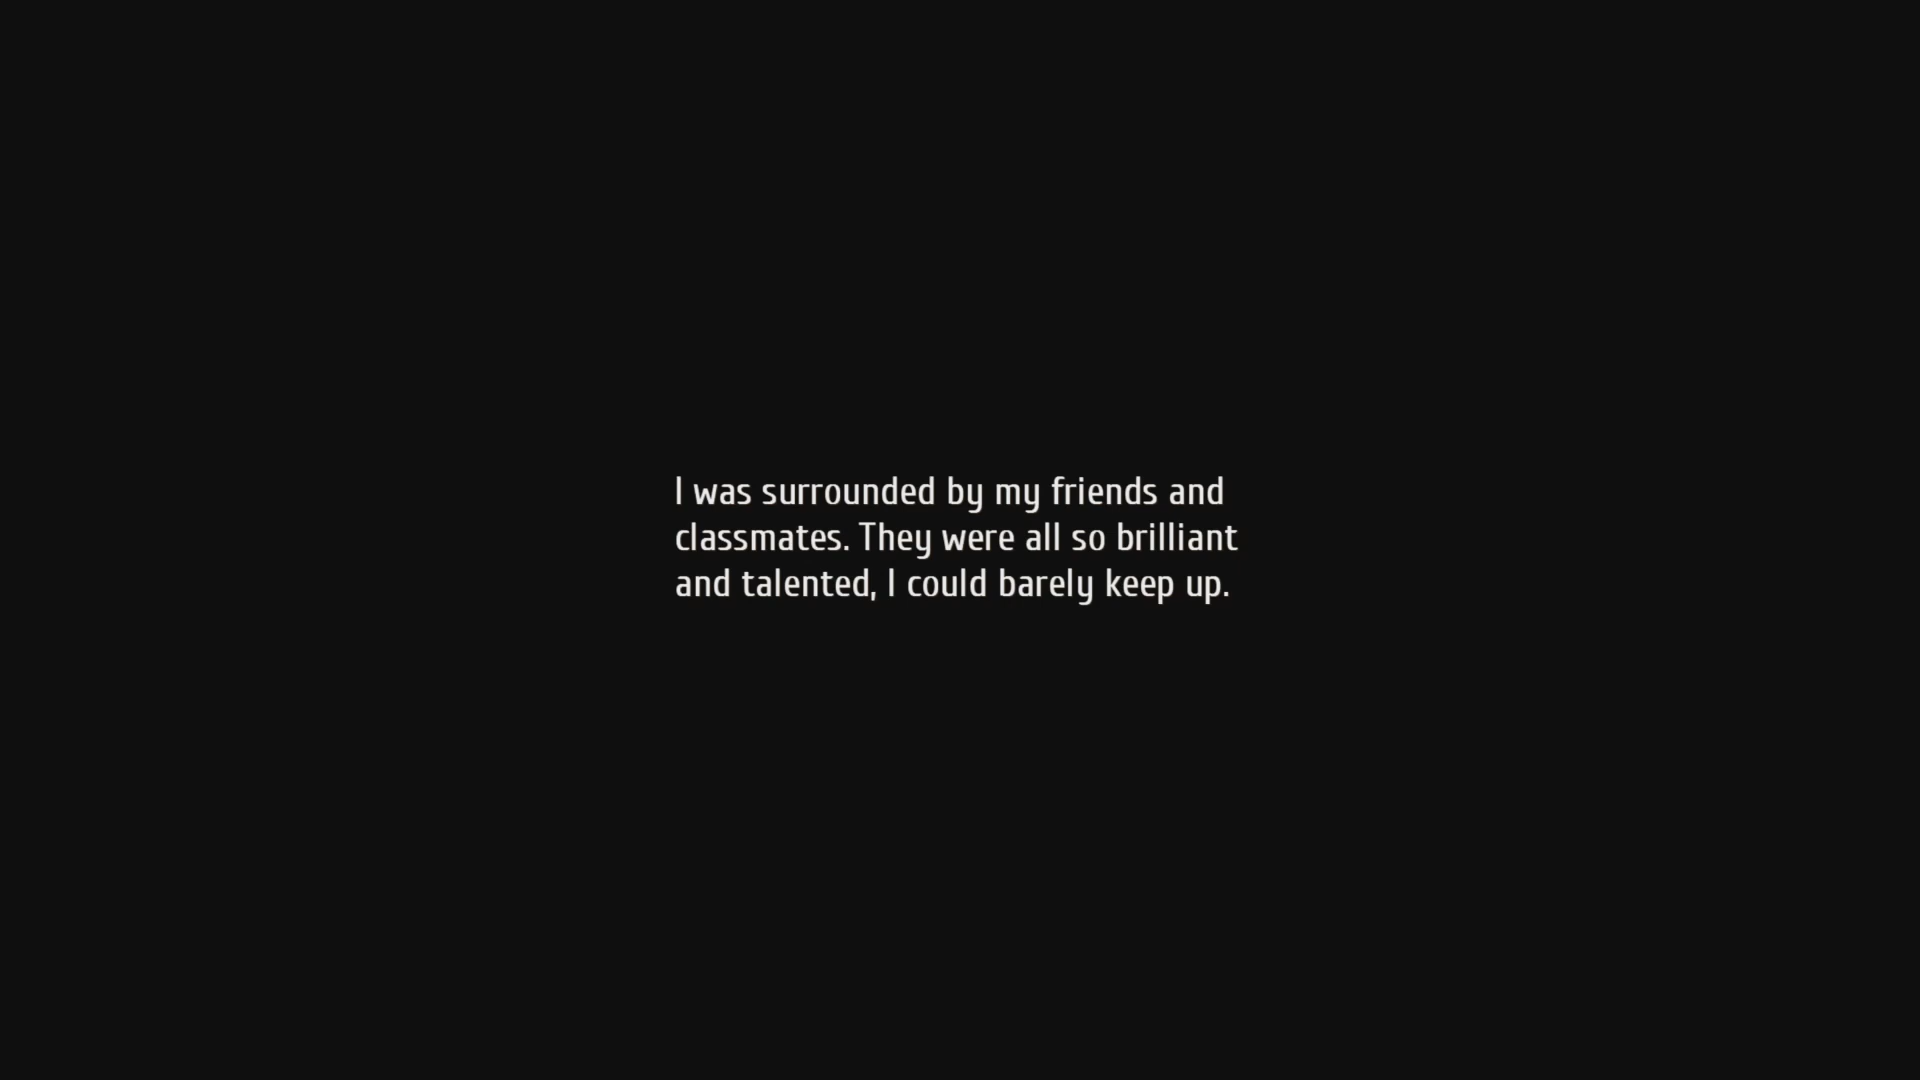 I was surrounded by my friends and
classmates. They were all so brilliant
and talented, I could barely keep up.